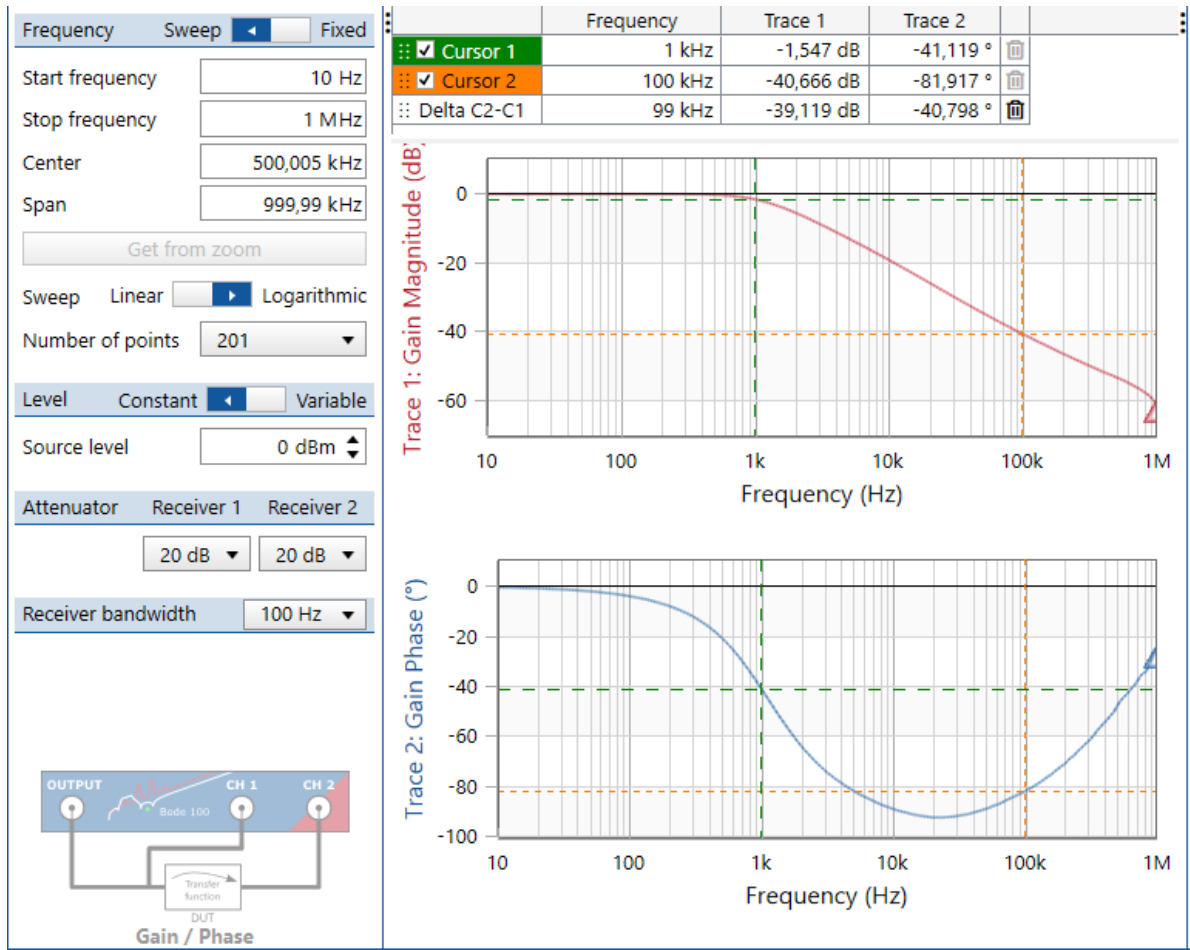 Frequency Sweep Fixed
Start frequency 10 Hz
Stop frequency 1 MHz
Center 500,005 kHz
Span 999,99 kHz
Get from zoom
Sweep Linear Logarithmic
Number of points 201
Level Constant Variable
Source level 0 dBm
Attenuator Receiver 1 Receiver 2
20 dB 20 dB
Receiver bandwidth 100 Hz
OUTPUT CH 1 CH 2
Bode 100
Transfer
function
DUT
Gain / Phase
Frequency Trace 1 Trace 2
Cursor 1 1 kHz -1,547 dB -41,119 °
Cursor 2 100 kHz -40,666 dB -81,917 °
Delta C2-C1 99 kHz -39,119 dB -40,798 °
Trace 1: Gain Magnitude (dB)
0
-20
-40
-60
10 100 1k 10k 100k 1M
Frequency (Hz)
Trace 2: Gain Phase (°)
0
-20
-40
-60
-80
-100
10 100 1k 10k 100k 1M
Frequency (Hz)